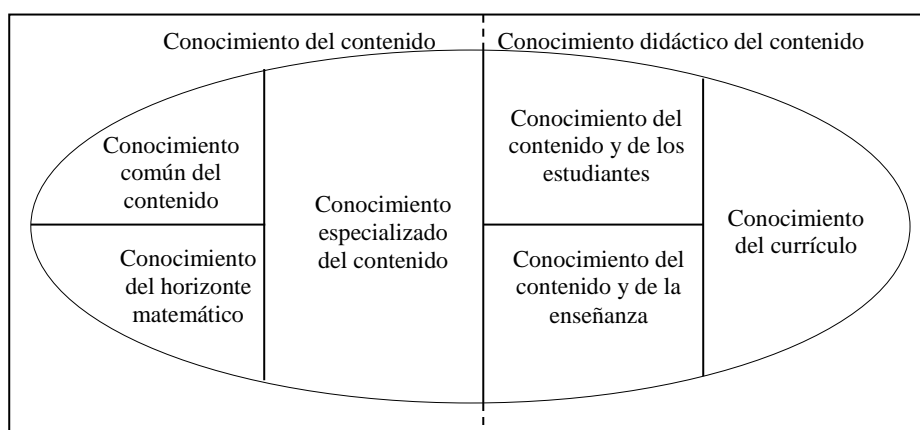 Conocimiento del contenido
Conocimiento didáctico del contenido
Conocimiento
común del
contenido
Conocimiento
del horizonte
matemático
Conocimiento
especializado
del contenido
Conocimiento del
contenido y de los
estudiantes
Conocimiento del
contenido y de la
enseñanza
Conocimiento
del currículo